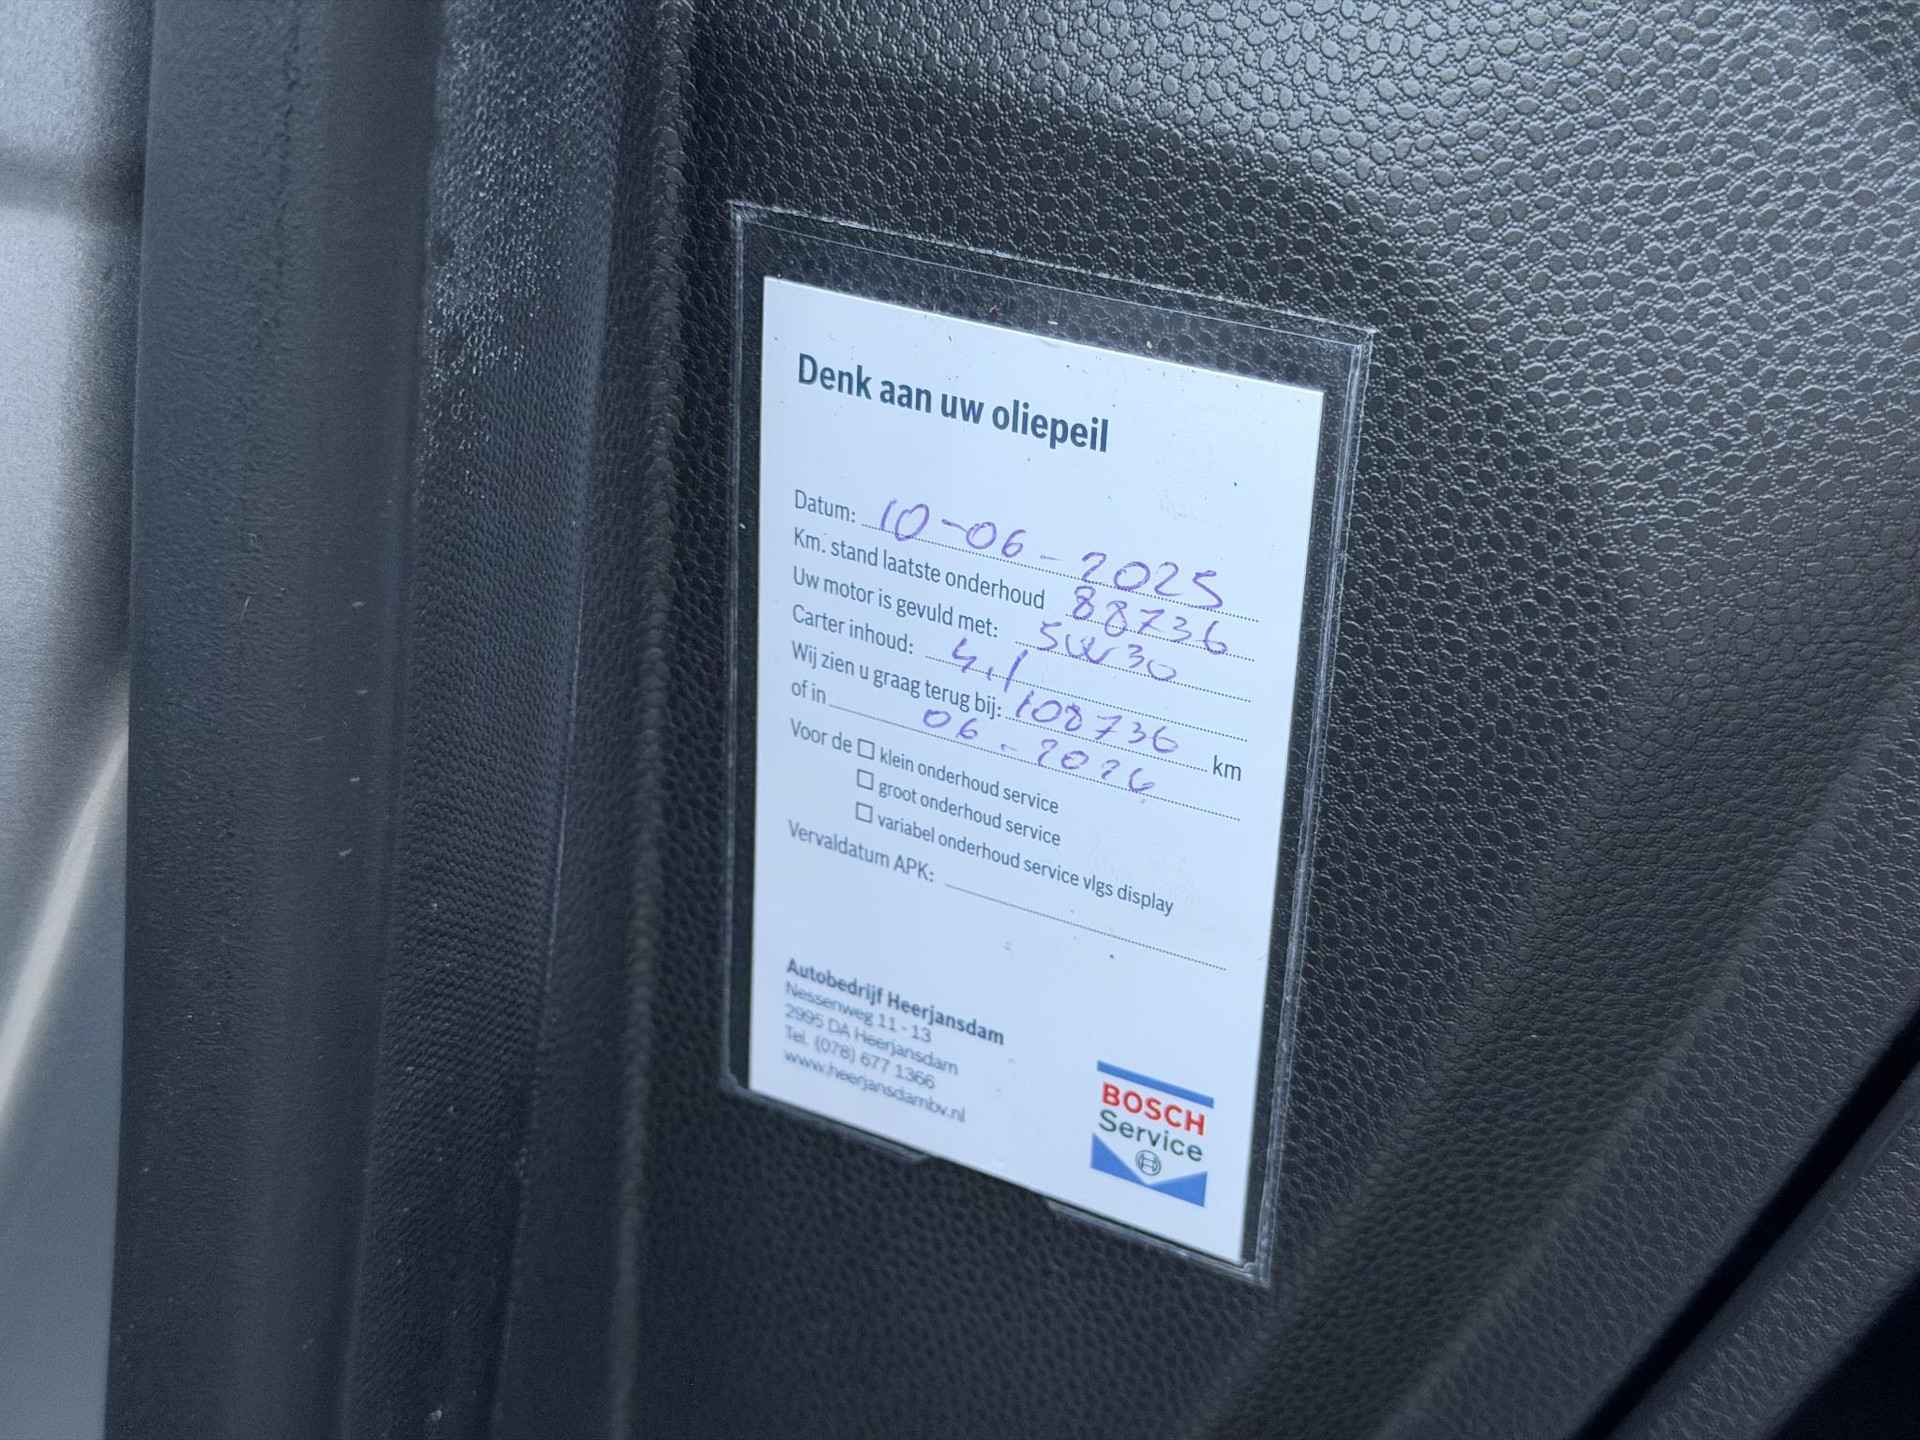 Denk aan uw oliepeil
Datum: 10-06-2025
Km. stand laatste onderhoud 88736
Uw motor is gevuld met: 5W30
Carter inhoud: 4.1
Wij zien u graag terug bij: 108736 km
of in 06-2026
Voor de ☐ klein onderhoud service
☐ groot onderhoud service
☐ variabel onderhoud service vlgs display
Vervaldatum APK:
Autobedrijf Heerjansdam
Nessenweg 11 - 13
2995 DA Heerjansdam
Tel. (078) 677 1366
www.heerjansdambv.nl
BOSCH
Service